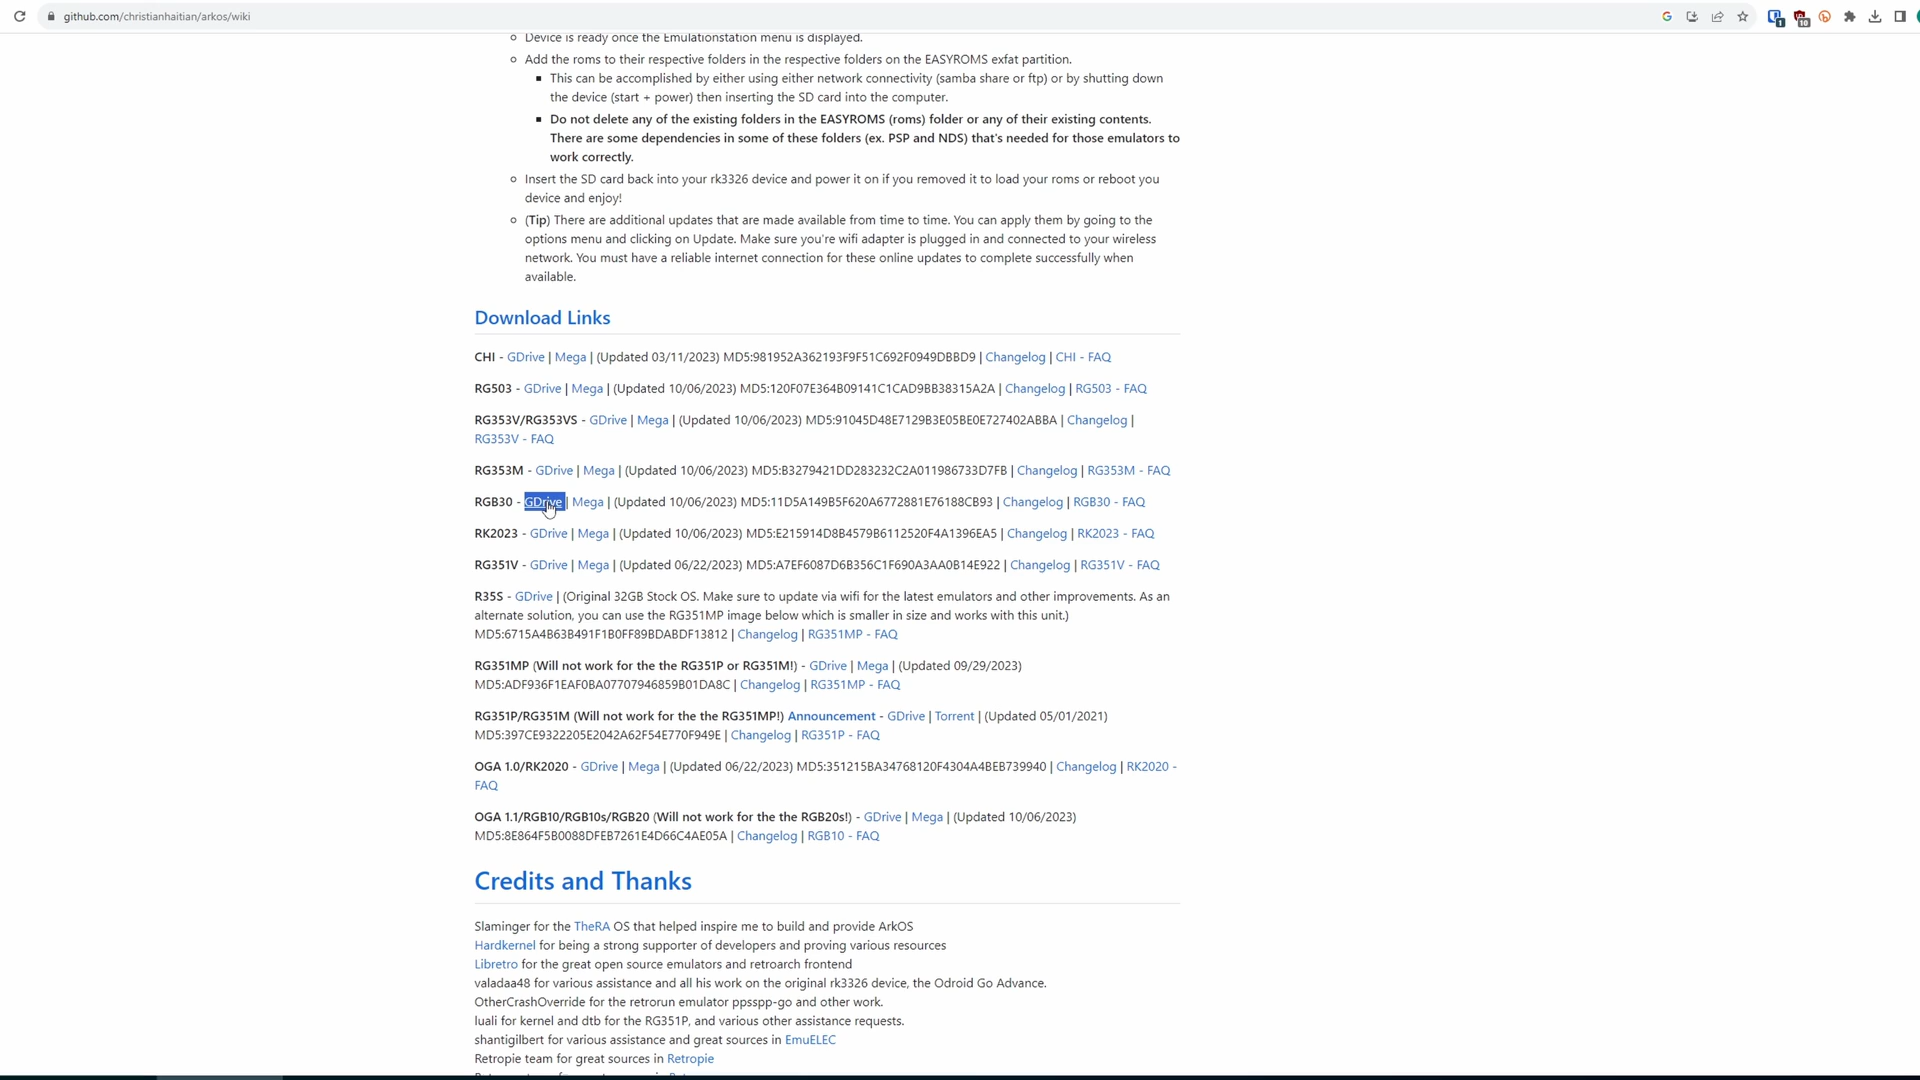 github.com/christianhaitian/arkos/wiki
1
10
Device is ready once the Emulationstation menu is displayed.
Add the roms to their respective folders in the respective folders on the EASYROMS exfat partition.
This can be accomplished by either using either network connectivity (samba share or ftp) or by shutting down
the device (start + power) then inserting the SD card into the computer.
Do not delete any of the existing folders in the EASYROMS (roms) folder or any of their existing contents.
There are some dependencies in some of these folders (ex. PSP and NDS) that's needed for those emulators to
work correctly.
Insert the SD card back into your rk3326 device and power it on if you removed it to load your roms or reboot you
device and enjoy!
(Tip) There are additional updates that are made available from time to time. You can apply them by going to the
options menu and clicking on Update. Make sure you're wifi adapter is plugged in and connected to your wireless
network. You must have a reliable internet connection for these online updates to complete successfully when
available.
Download Links
CHI - GDrive | Mega | (Updated 03/11/2023) MD5:981952A362193F9F51C692F0949DBBD9 | Changelog | CHI - FAQ
RG503 - GDrive | Mega | (Updated 10/06/2023) MD5:120F07E364B09141C1CAD9BB38315A2A | Changelog | RG503 - FAQ
RG353V/RG353VS - GDrive | Mega | (Updated 10/06/2023) MD5:91045D48E7129B3E05BE0E727402ABBA | Changelog |
RG353V - FAQ
RG353M - GDrive | Mega | (Updated 10/06/2023) MD5:B3279421DD283232C2A011986733D7FB | Changelog | RG353M - FAQ
RGB30 - GDrive | Mega | (Updated 10/06/2023) MD5:11D5A149B5F620A6772881E76188CB93 | Changelog | RGB30 - FAQ
RK2023 - GDrive | Mega | (Updated 10/06/2023) MD5:E215914D8B4579B6112520F4A1396EA5 | Changelog | RK2023 - FAQ
RG351V - GDrive | Mega | (Updated 06/22/2023) MD5:A7EF6087D6B356C1F690A3AA0B14E922 | Changelog | RG351V - FAQ
R35S - GDrive | (Original 32GB Stock OS. Make sure to update via wifi for the latest emulators and other improvements. As an
alternate solution, you can use the RG351MP image below which is smaller in size and works with this unit.)
MD5:6715A4B63B491F1B0FF89BDABDF13812 | Changelog | RG351MP - FAQ
RG351MP (Will not work for the the RG351P or RG351M!) - GDrive | Mega | (Updated 09/29/2023)
MD5:ADF936F1EAF0BA07707946859B01DA8C | Changelog | RG351MP - FAQ
RG351P/RG351M (Will not work for the the RG351MP!) Announcement - GDrive | Torrent | (Updated 05/01/2021)
MD5:397CE9322205E2042A62F54E770F949E | Changelog | RG351P - FAQ
OGA 1.0/RK2020 - GDrive | Mega | (Updated 06/22/2023) MD5:351215BA34768120F4304A4BEB739940 | Changelog | RK2020 -
FAQ
OGA 1.1/RGB10/RGB10s/RGB20 (Will not work for the the RGB20s!) - GDrive | Mega | (Updated 10/06/2023)
MD5:8E864F5B0088DFEB7261E4D66C4AE05A | Changelog | RGB10 - FAQ
Credits and Thanks
Slaminger for the TheRA OS that helped inspire me to build and provide ArkOS
Hardkernel for being a strong supporter of developers and proving various resources
Libretro for the great open source emulators and retroarch frontend
valadaa48 for various assistance and all his work on the original rk3326 device, the Odroid Go Advance.
OtherCrashOverride for the retrorun emulator ppsspp-go and other work.
luali for kernel and dtb for the RG351P, and various other assistance requests.
shantigilbert for various assistance and great sources in EmuELEC
Retropie team for great sources in Retropie